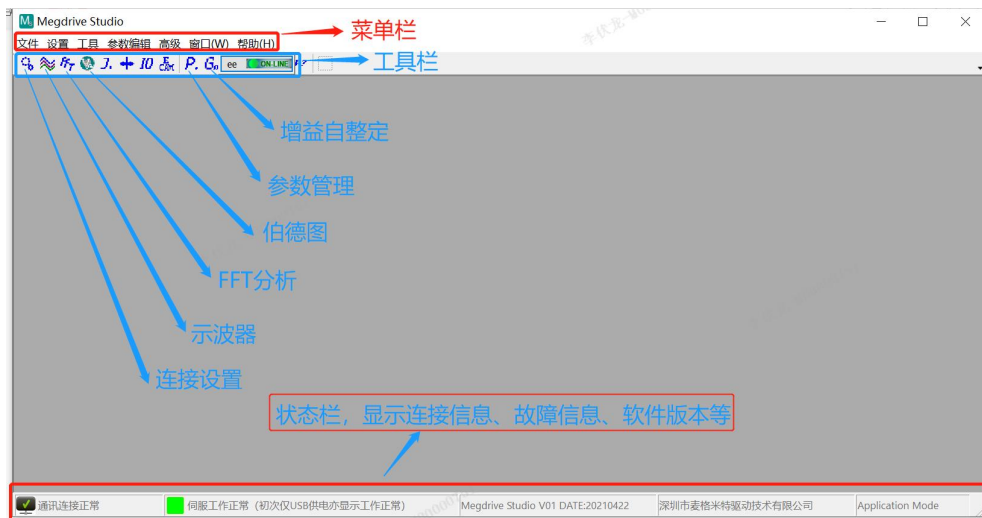 Megdrive Studio
菜单栏
文件 设置 工具 参数编辑 高级 窗口(W) 帮助(H)
J. IO P. ee ON-LINE
工具栏
增益自整定
参数管理
伯德图
FFT分析
示波器
连接设置
状态栏，显示连接信息、故障信息、软件版本等
通讯连接正常
伺服工作正常（初次仅USB供电亦显示工作正常）
Megdrive Studio V01 DATE:20210422
深圳市麦格米特驱动技术有限公司
Application Mode